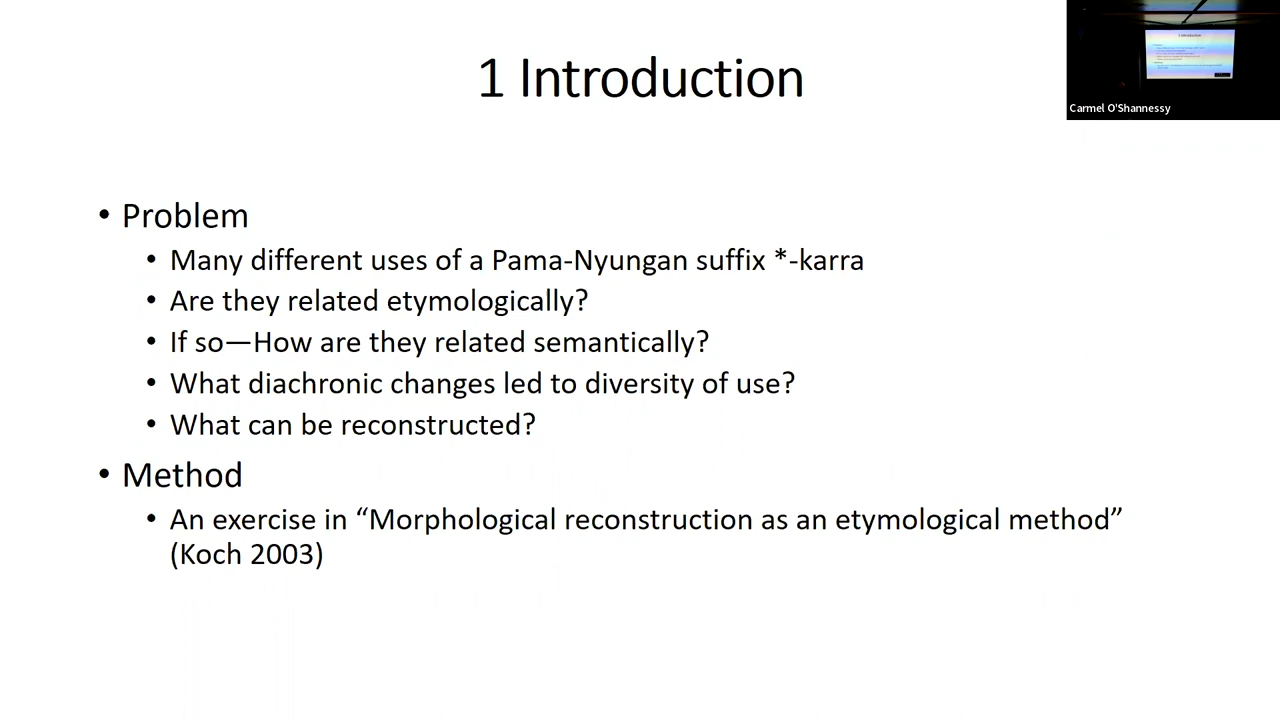 1 Introduction
Carmel O'Shannessy
• Problem
• Many different uses of a Pama-Nyungan suffix *-karra
• Are they related etymologically?
• If so—How are they related semantically?
• What diachronic changes led to diversity of use?
• What can be reconstructed?
• Method
• An exercise in “Morphological reconstruction as an etymological method”
(Koch 2003)